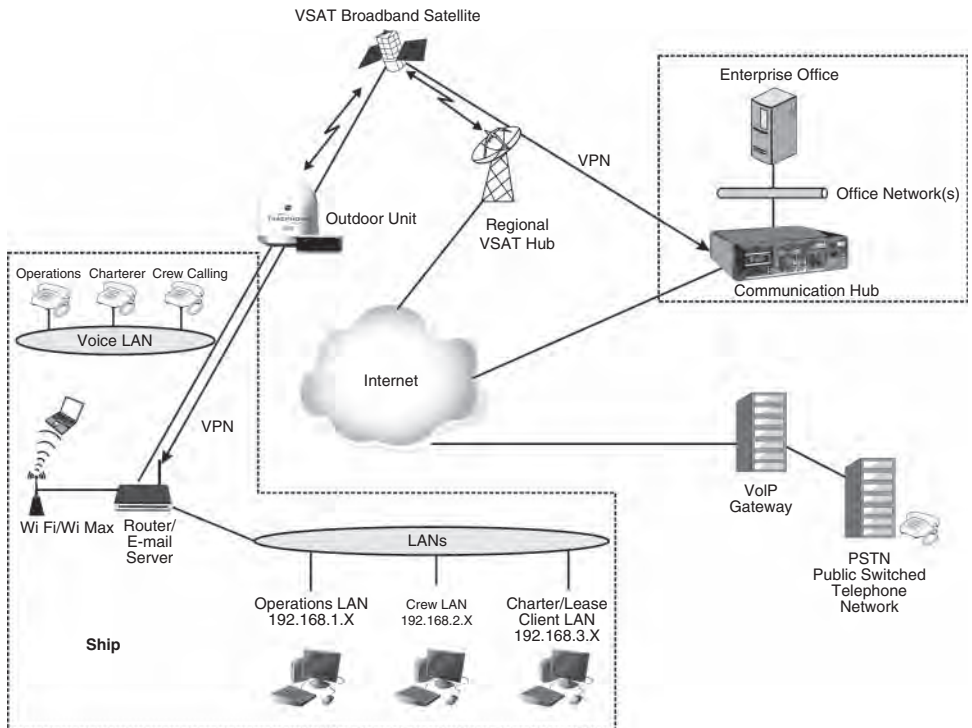 VSAT Broadband Satellite
Enterprise Office
VPN
Office Network(s)
Outdoor Unit
Regional
VSAT Hub
Communication Hub
Operations
Charterer
Crew Calling
Voice LAN
Internet
VPN
VoIP
Gateway
Wi Fi/Wi Max
Router/
E-mail
Server
LANs
PSTN
Public Switched
Telephone
Network
Operations LAN
192.168.1.X
Crew LAN
192.168.2.X
Charter/Lease
Client LAN
192.168.3.X
Ship